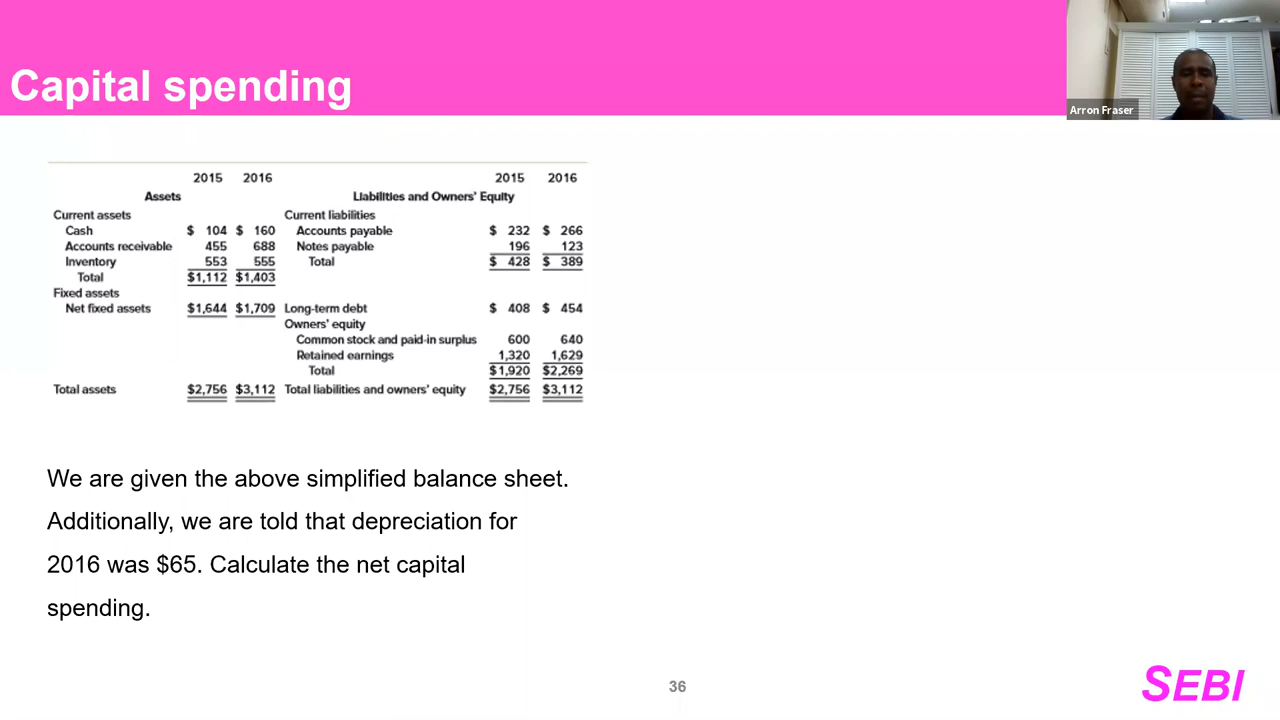 Capital spending
Arron Fraser
2015 2016 2015 2016
Assets Liabilities and Owners' Equity
Current assets Current liabilities
Cash $ 104 $ 160 Accounts payable $ 232 $ 266
Accounts receivable 455 688 Notes payable 196 123
Inventory 553 555 Total $ 428 $ 389
Total $1,112 $1,403
Fixed assets
Net fixed assets $1,644 $1,709 Long-term debt $ 408 $ 454
Owners' equity
Common stock and paid-in surplus 600 640
Retained earnings 1,320 1,629
Total $1,920 $2,269
Total assets $2,756 $3,112 Total liabilities and owners' equity $2,756 $3,112
We are given the above simplified balance sheet.
Additionally, we are told that depreciation for
2016 was $65. Calculate the net capital
spending.
36
SEBI